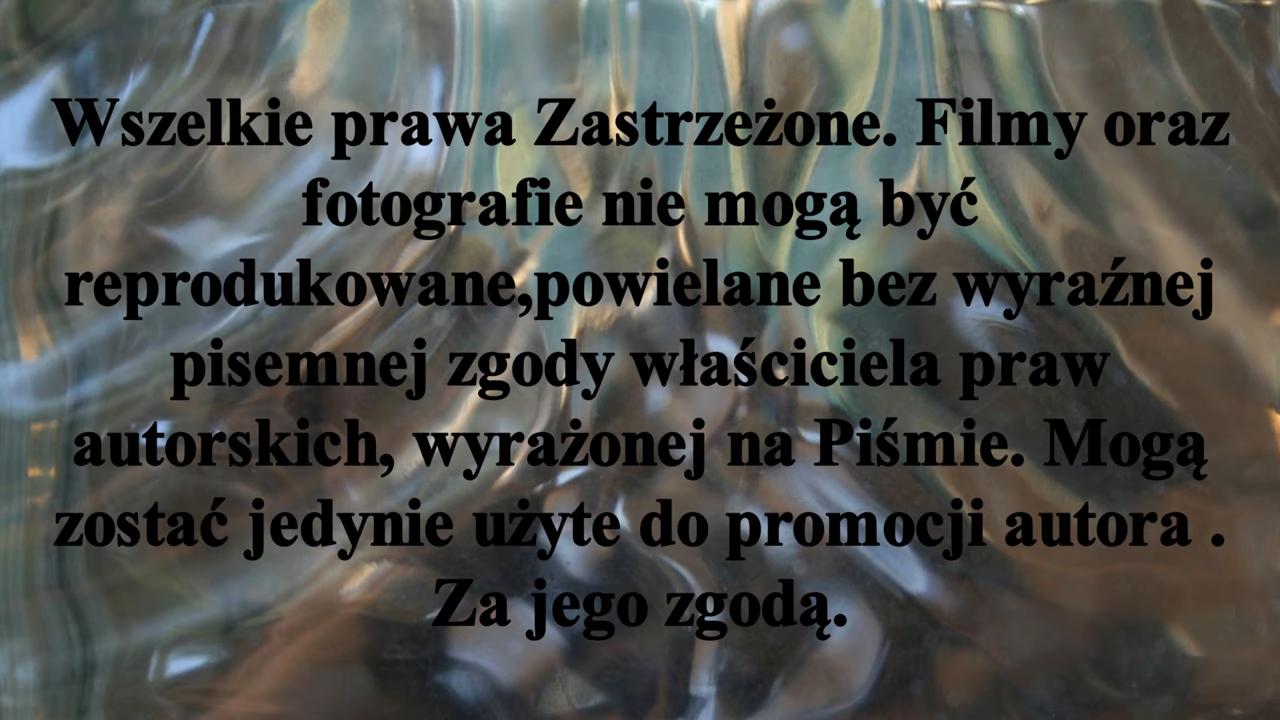 Wszelkie prawa Zastrzeżone. Filmy oraz
fotografie nie mogą być
reprodukowane,powielane bez wyraźnej
pisemnej zgody właściciela praw
autorskich, wyrażonej na Piśmie. Mogą
zostać jedynie użyte do promocji autora .
Za jego zgodą.